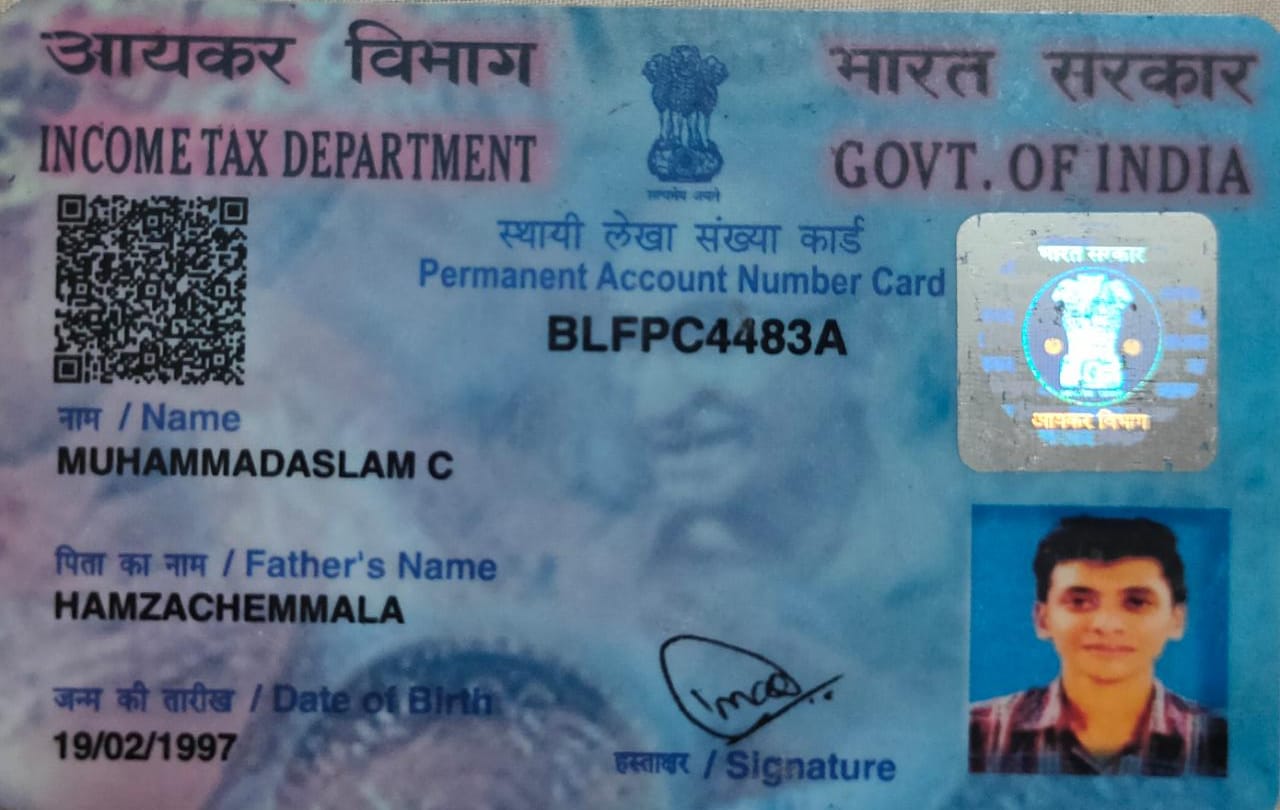 आयकर विभाग
INCOME TAX DEPARTMENT
सत्यमेव जयते
भारत सरकार
GOVT. OF INDIA
स्थायी लेखा संख्या कार्ड
Permanent Account Number Card
BLFPC4483A
भारत सरकार
आयकर विभाग
नाम / Name
MUHAMMADASLAM C
पिता का नाम / Father's Name
HAMZACHEMMALA
जन्म की तारीख / Date of Birth
19/02/1997
हस्ताक्षर / Signature